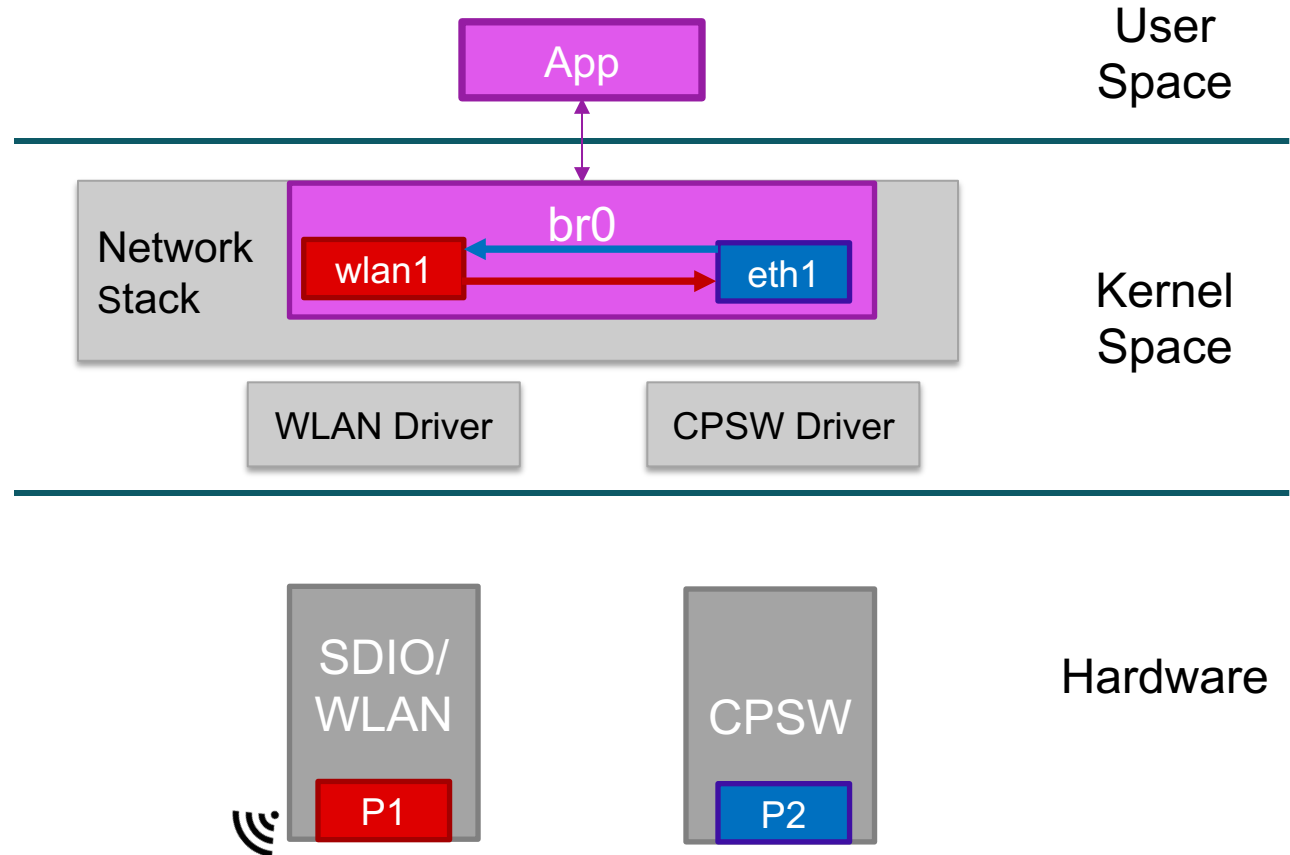 User
Space
App
br0
Network
Stack
wlan1
eth1
Kernel
Space
WLAN Driver
CPSW Driver
SDIO/
WLAN
CPSW
Hardware
P1
P2